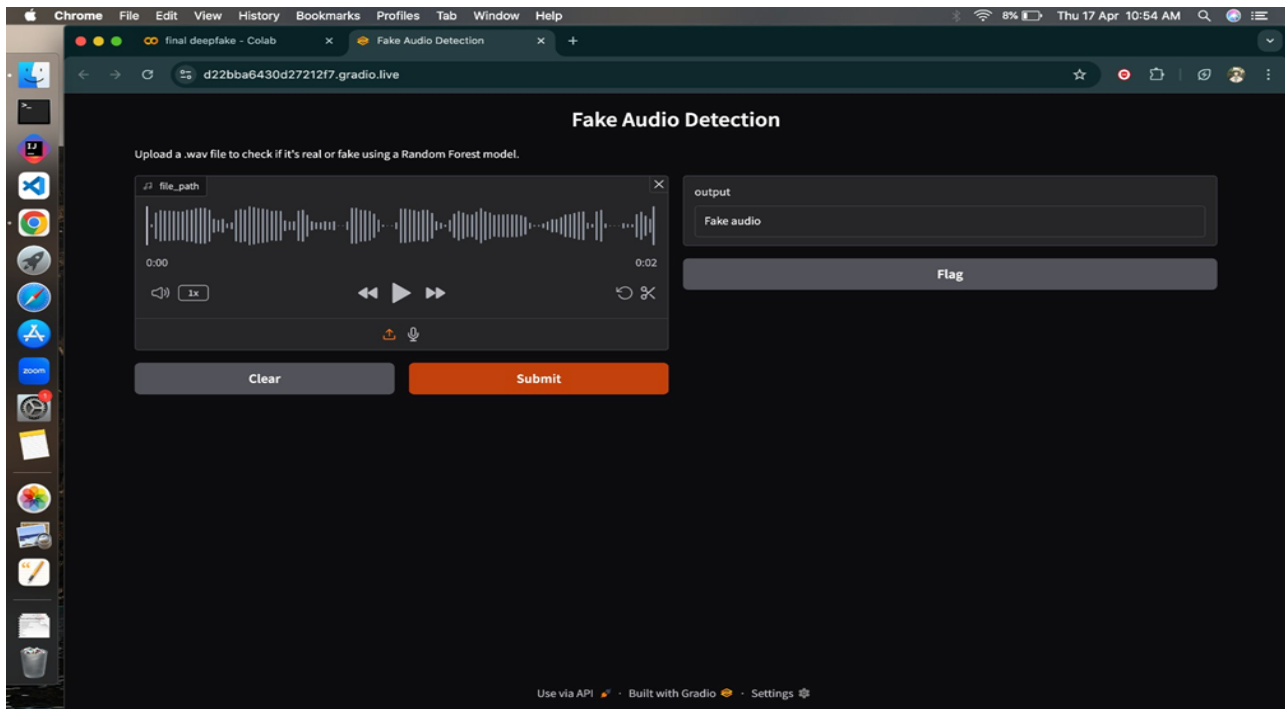 Chrome File Edit View History Bookmarks Profiles Tab Window Help 8% Thu 17 Apr 10:54 AM
final deepfake - Colab Fake Audio Detection
d22bba6430d27212f7.gradio.live
Fake Audio Detection
Upload a .wav file to check if it's real or fake using a Random Forest model.
file_path
output
Fake audio
0:00 0:02
Flag
1x
zoom
Clear Submit
1
Use via API · Built with Gradio · Settings